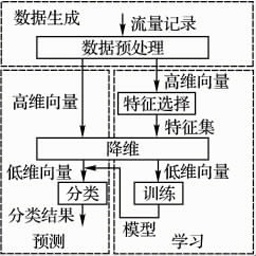 数据生成
流量记录
数据预处理
高维向量
高维向量
特征选择
特征集
降维
低维向量
低维向量
分类
训练
分类结果
模型
预测
学习